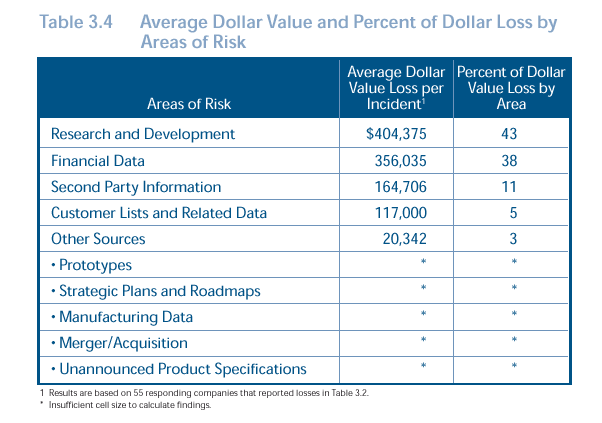 Table 3.4 Average Dollar Value and Percent of Dollar Loss by
Areas of Risk
Areas of Risk
Average Dollar
Value Loss per
Incident¹
Percent of Dollar
Value Loss by
Area
Research and Development $404,375 43
Financial Data 356,035 38
Second Party Information 164,706 11
Customer Lists and Related Data 117,000 5
Other Sources 20,342 3
• Prototypes * *
• Strategic Plans and Roadmaps * *
• Manufacturing Data * *
• Merger/Acquisition * *
• Unannounced Product Specifications * *
1 Results are based on 55 responding companies that reported losses in Table 3.2.
* Insufficient cell size to calculate findings.